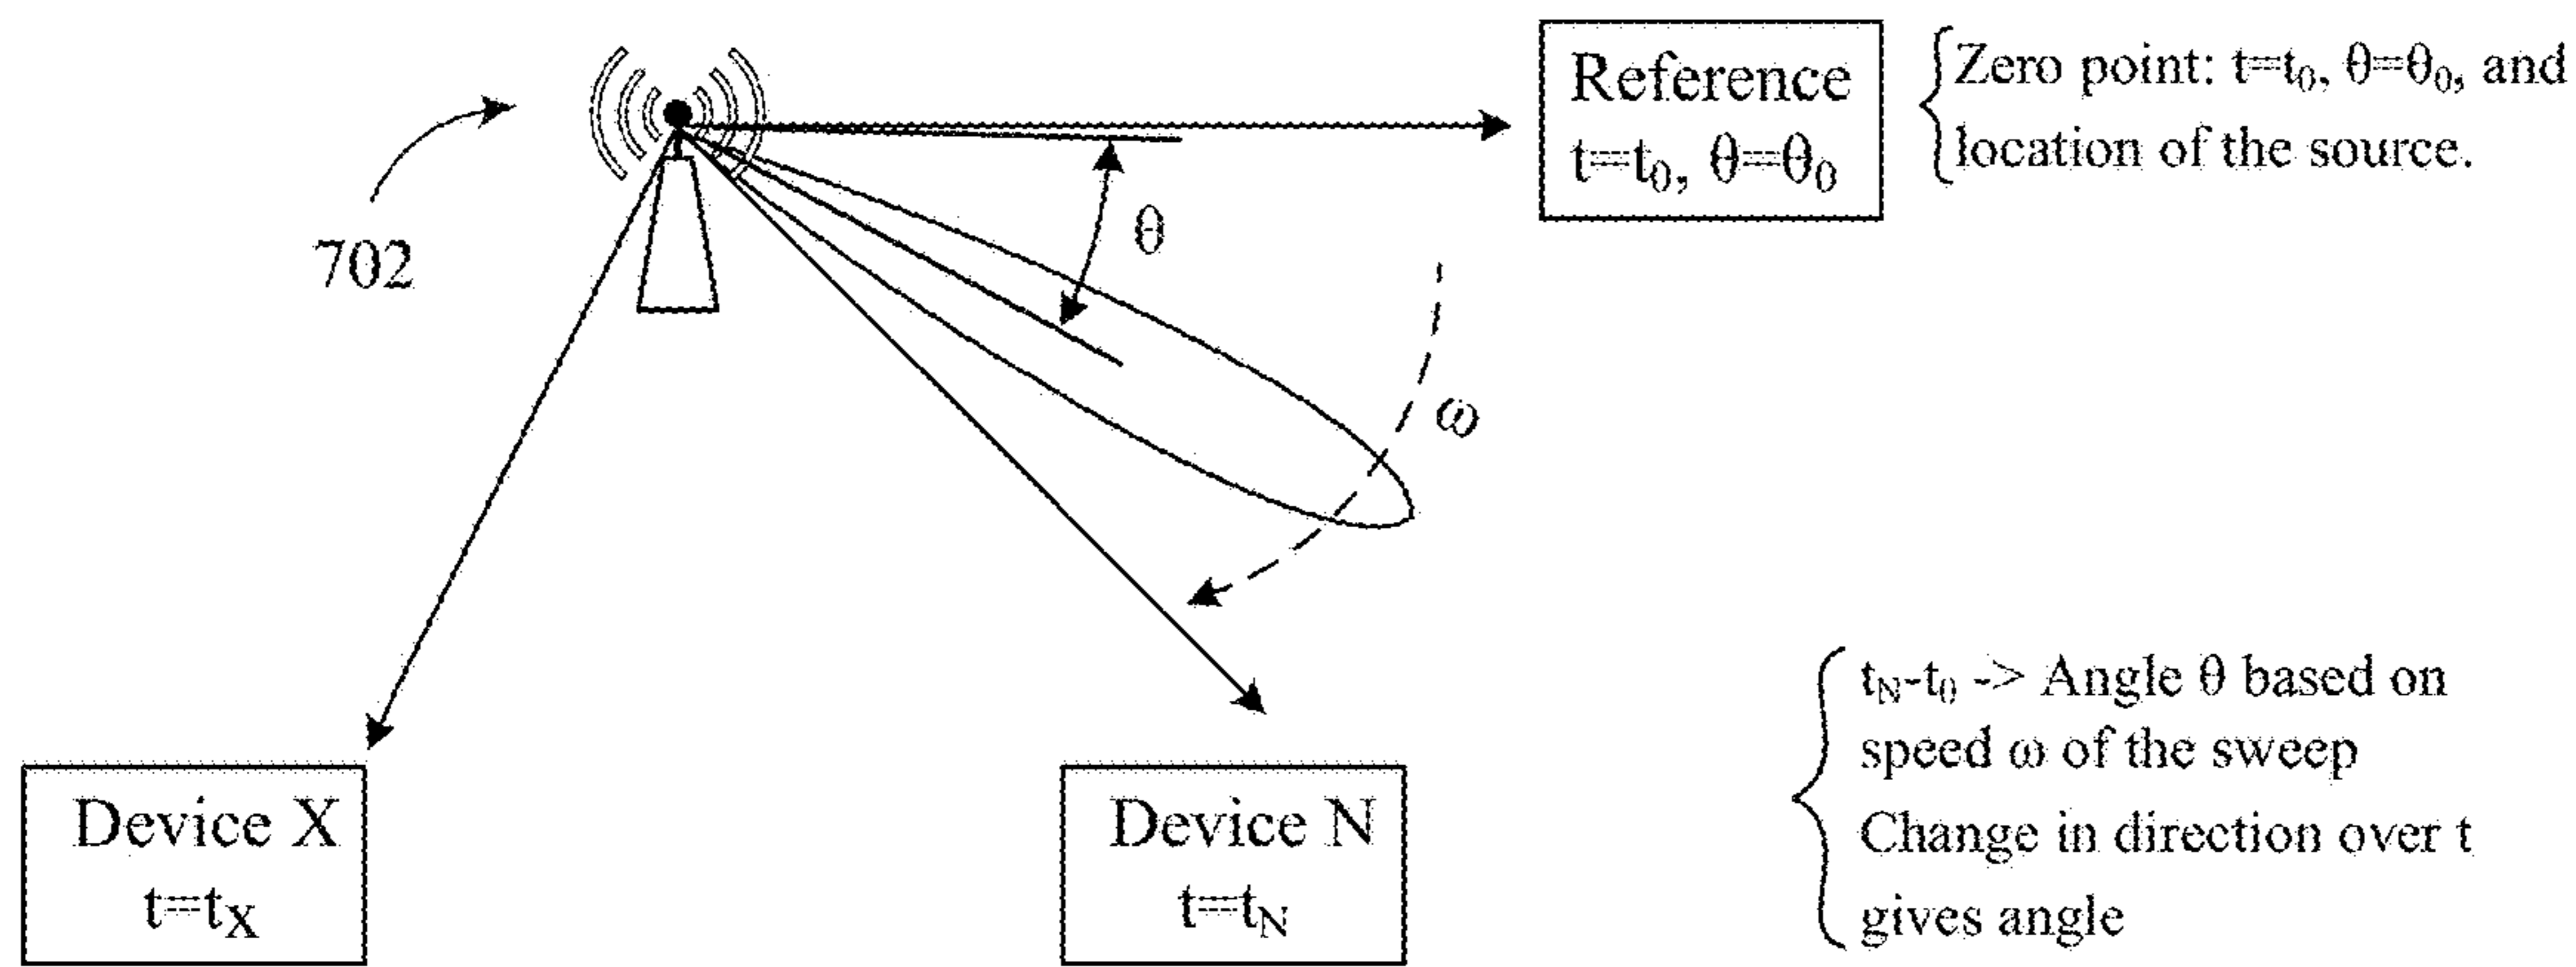 Reference
t=t₀, θ=θ₀
Zero point: t=t₀, θ=θ₀, and
location of the source.
702
θ
ω
tN-t₀ -> Angle θ based on
speed ω of the sweep
Change in direction over t
gives angle
Device X
t=tX
Device N
t=tN